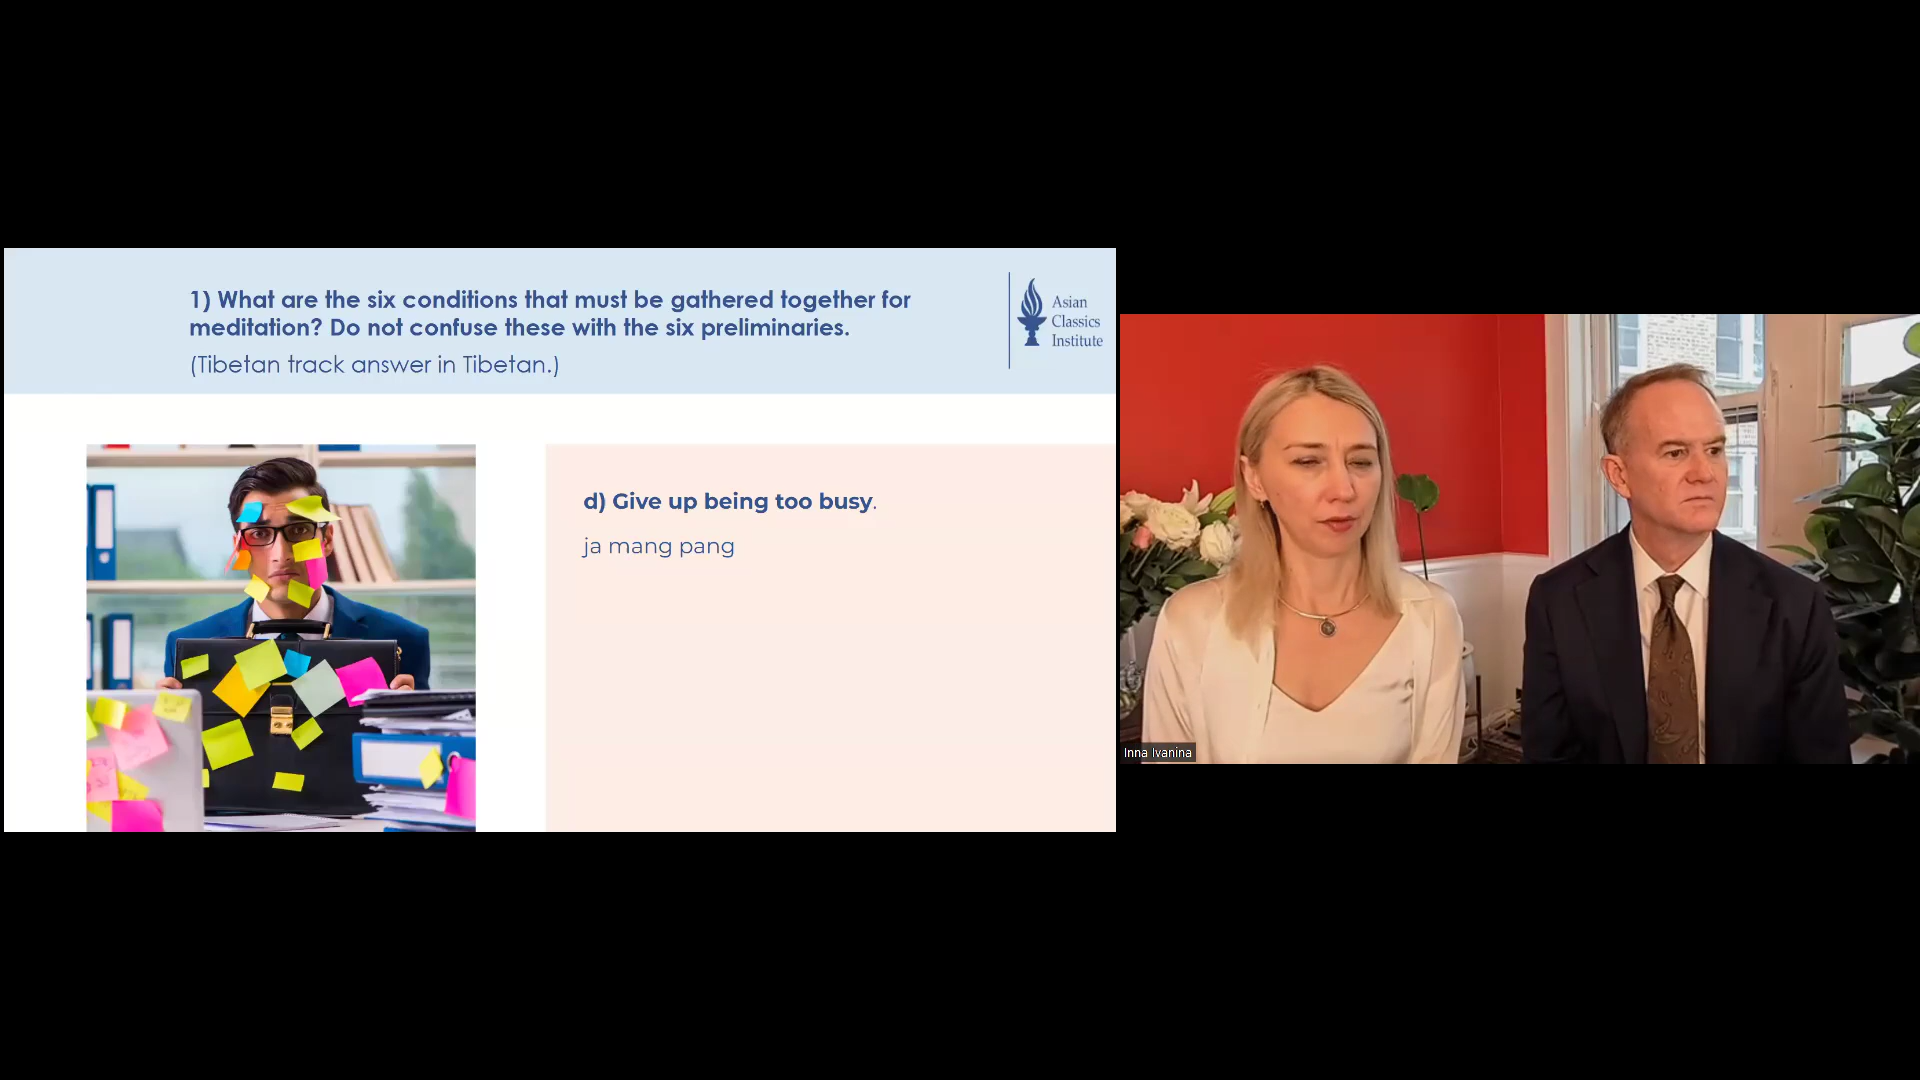 1) What are the six conditions that must be gathered together for
meditation? Do not confuse these with the six preliminaries.
(Tibetan track answer in Tibetan.)
Asian
Classics
Institute
d) Give up being too busy.
ja mang pang
Inna Ivanina